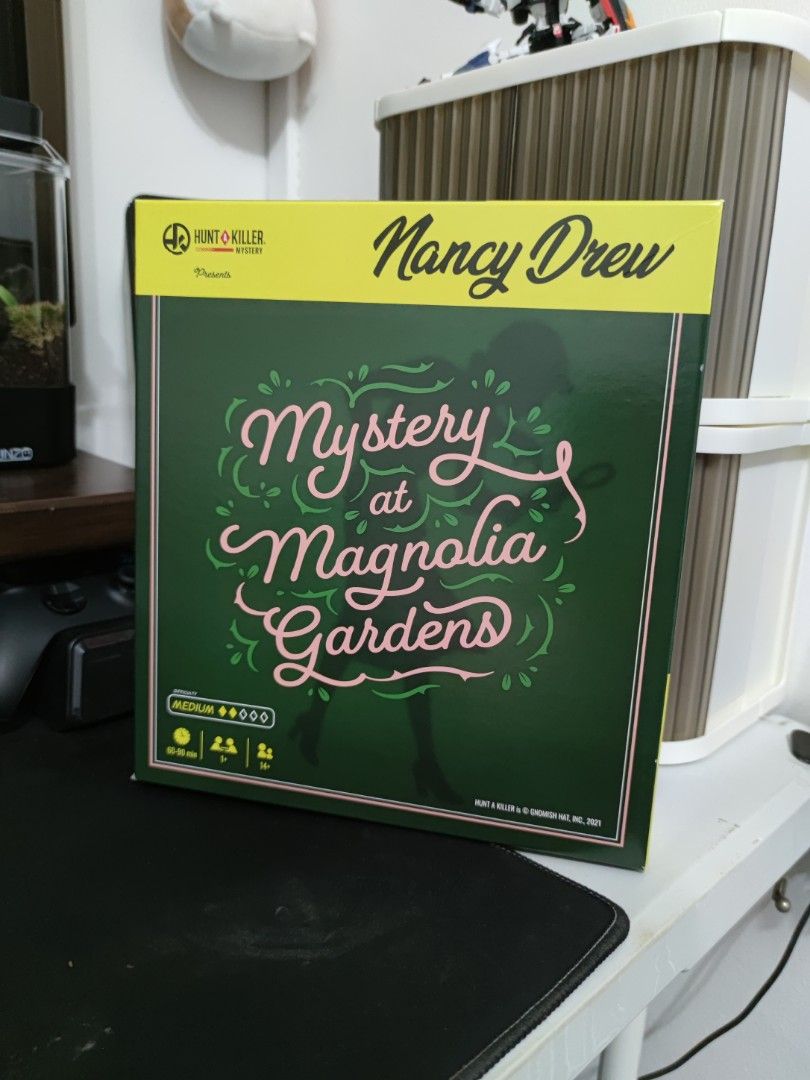 HUNT A KILLER
MYSTERY
Presents
Nancy Drew
Mystery
at
Magnolia
Gardens
DIFFICULTY
MEDIUM
60-90 min
1+
14+
HUNT A KILLER is © GNOMISH HAT, INC., 2021